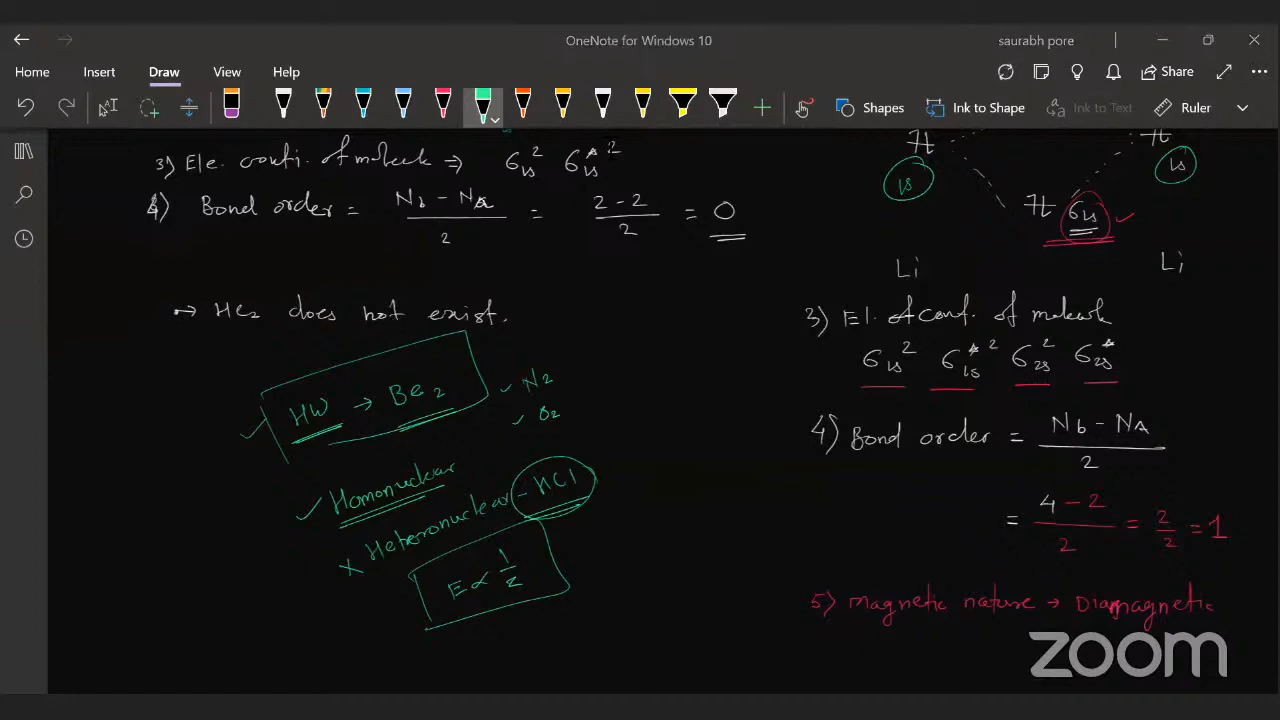 OneNote for Windows 10
saurabh pore
Home Insert Draw View Help
Share
Shapes
Ink to Shape
Ink to Text
Ruler
3) Ele. confi. of molecule ⇒ σ1s² σ*1s²
4) Bond order = Nb - NA / 2 = 2-2 / 2 = 0
→ He2 does not exist.
HW → Be2
✓ N2
✓ O2
✓ Homonuclear
x Heteronuclear - HCl
E ∝ 1/z
1s
1s
σ1s ✓
Li
Li
3) El. conf. of molecule
σ1s² σ*1s² σ2s² σ*2s
4) Bond order = Nb - NA / 2
= 4 - 2 / 2 = 2/2 = 1
5) magnetic nature → Diamagnetic
zoom